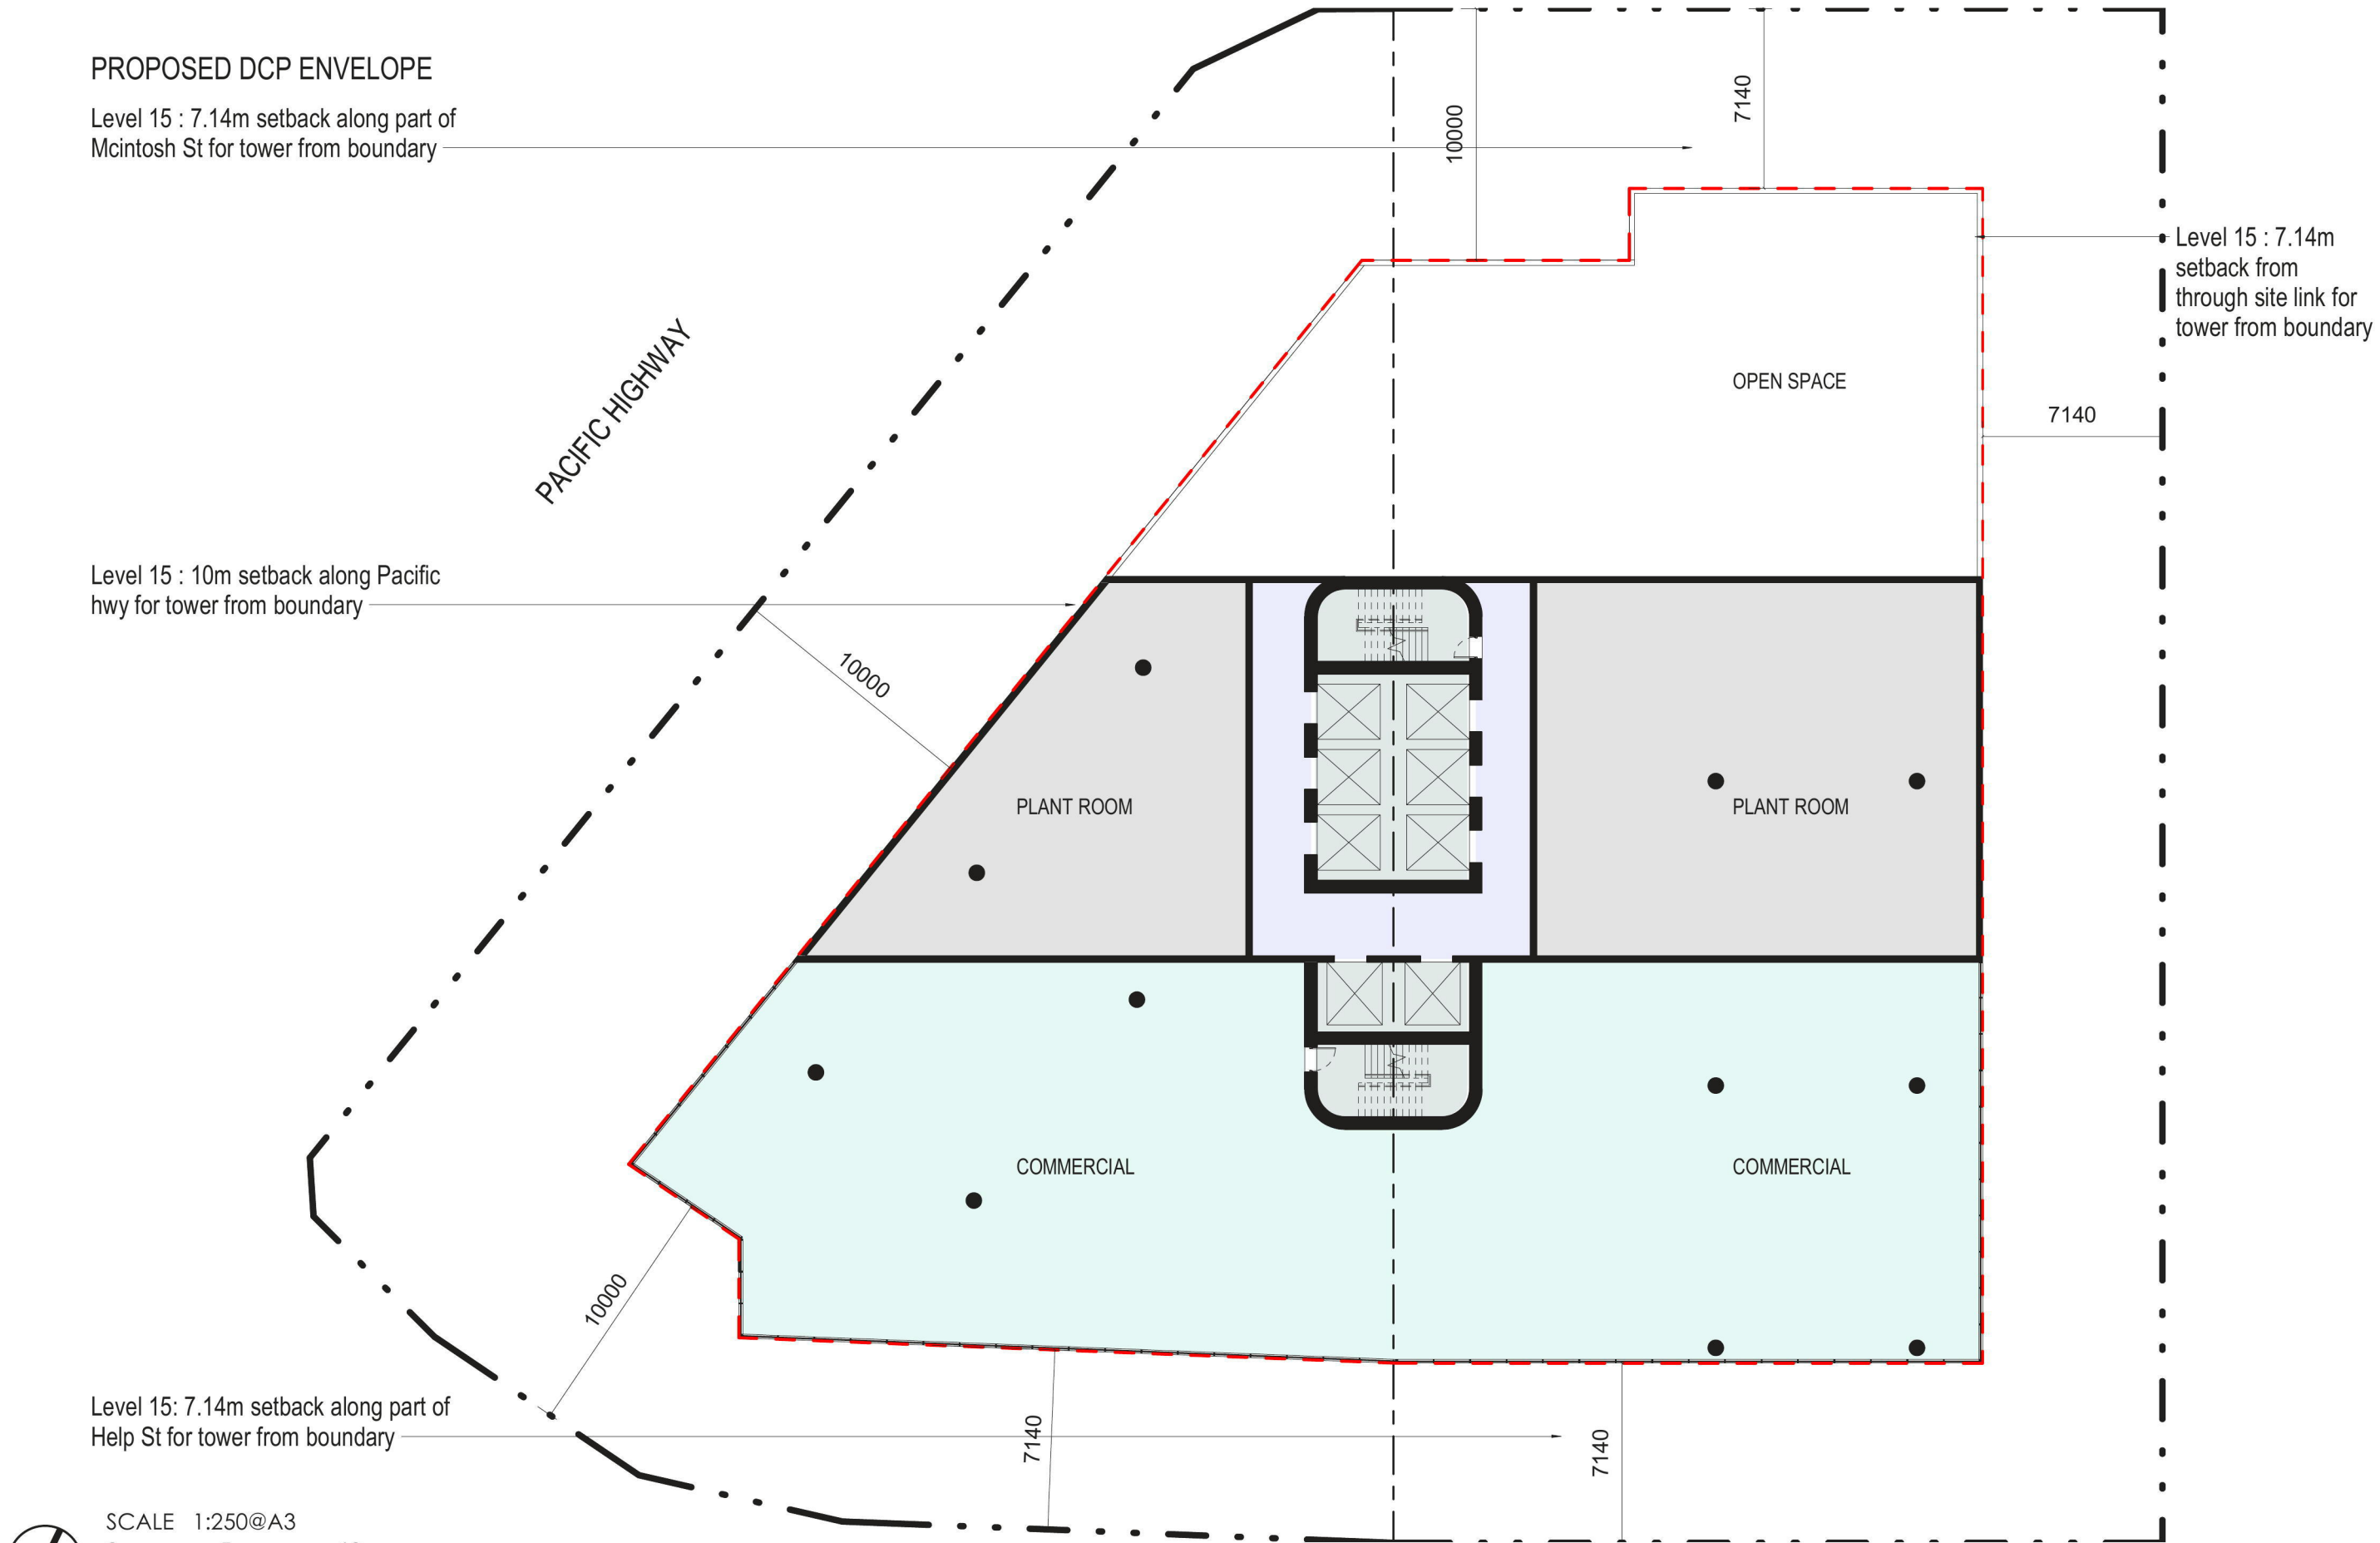 PROPOSED DCP ENVELOPE
Level 15 : 7.14m setback along part of
Mcintosh St for tower from boundary
10000
7140
Level 15 : 7.14m
setback from
through site link for
tower from boundary
PACIFIC HIGHWAY
OPEN SPACE
7140
Level 15 : 10m setback along Pacific
hwy for tower from boundary
10000
PLANT ROOM
PLANT ROOM
COMMERCIAL
COMMERCIAL
10000
Level 15: 7.14m setback along part of
Help St for tower from boundary
7140
7140
SCALE 1:250@A3